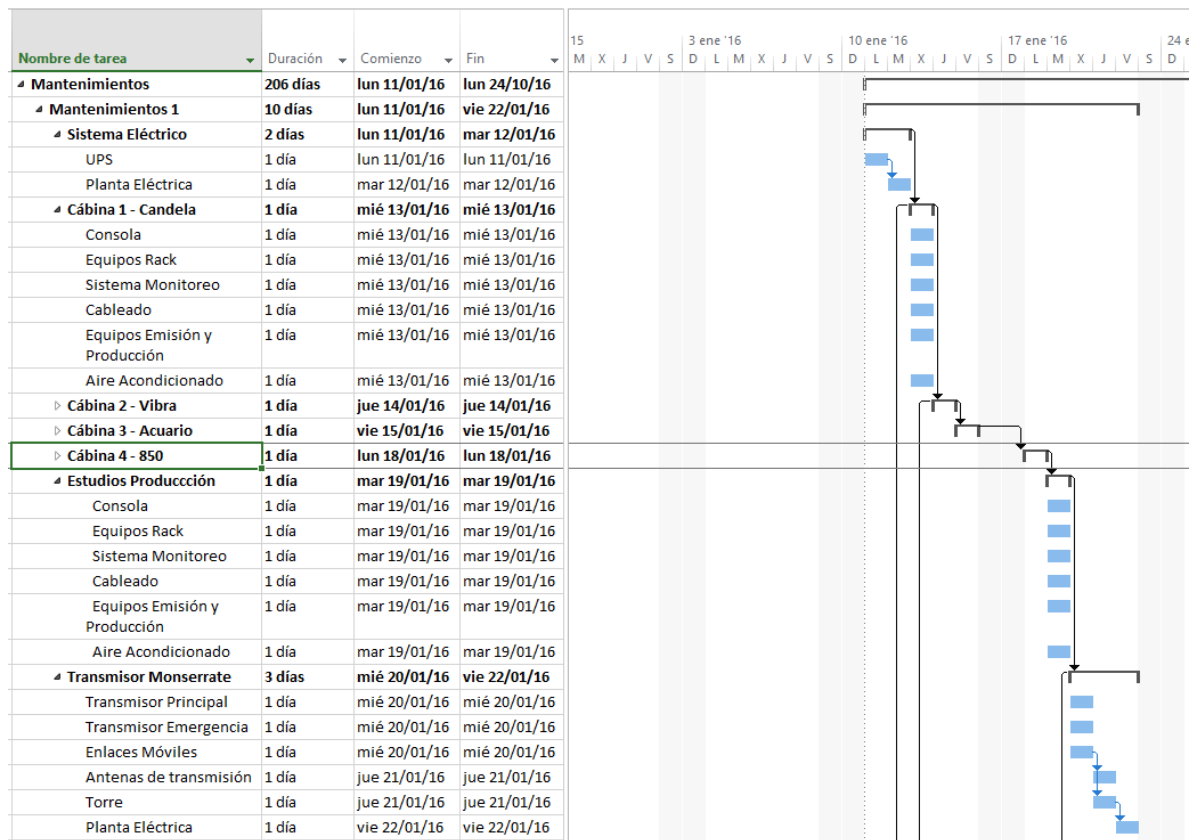 15 3 ene '16 10 ene '16 17 ene '16 24 e
Nombre de tarea Duración Comienzo Fin M X J V S D L M X J V S D L M X J V S D L M X J V S D
Mantenimientos 206 días lun 11/01/16 lun 24/10/16
Mantenimientos 1 10 días lun 11/01/16 vie 22/01/16
Sistema Eléctrico 2 días lun 11/01/16 mar 12/01/16
UPS 1 día lun 11/01/16 lun 11/01/16
Planta Eléctrica 1 día mar 12/01/16 mar 12/01/16
Cábina 1 - Candela 1 día mié 13/01/16 mié 13/01/16
Consola 1 día mié 13/01/16 mié 13/01/16
Equipos Rack 1 día mié 13/01/16 mié 13/01/16
Sistema Monitoreo 1 día mié 13/01/16 mié 13/01/16
Cableado 1 día mié 13/01/16 mié 13/01/16
Equipos Emisión y 1 día mié 13/01/16 mié 13/01/16
Producción
Aire Acondicionado 1 día mié 13/01/16 mié 13/01/16
Cábina 2 - Vibra 1 día jue 14/01/16 jue 14/01/16
Cábina 3 - Acuario 1 día vie 15/01/16 vie 15/01/16
Cábina 4 - 850 1 día lun 18/01/16 lun 18/01/16
Estudios Produccción 1 día mar 19/01/16 mar 19/01/16
Consola 1 día mar 19/01/16 mar 19/01/16
Equipos Rack 1 día mar 19/01/16 mar 19/01/16
Sistema Monitoreo 1 día mar 19/01/16 mar 19/01/16
Cableado 1 día mar 19/01/16 mar 19/01/16
Equipos Emisión y 1 día mar 19/01/16 mar 19/01/16
Producción
Aire Acondicionado 1 día mar 19/01/16 mar 19/01/16
Transmisor Monserrate 3 días mié 20/01/16 vie 22/01/16
Transmisor Principal 1 día mié 20/01/16 mié 20/01/16
Transmisor Emergencia 1 día mié 20/01/16 mié 20/01/16
Enlaces Móviles 1 día mié 20/01/16 mié 20/01/16
Antenas de transmisión 1 día jue 21/01/16 jue 21/01/16
Torre 1 día jue 21/01/16 jue 21/01/16
Planta Eléctrica 1 día vie 22/01/16 vie 22/01/16